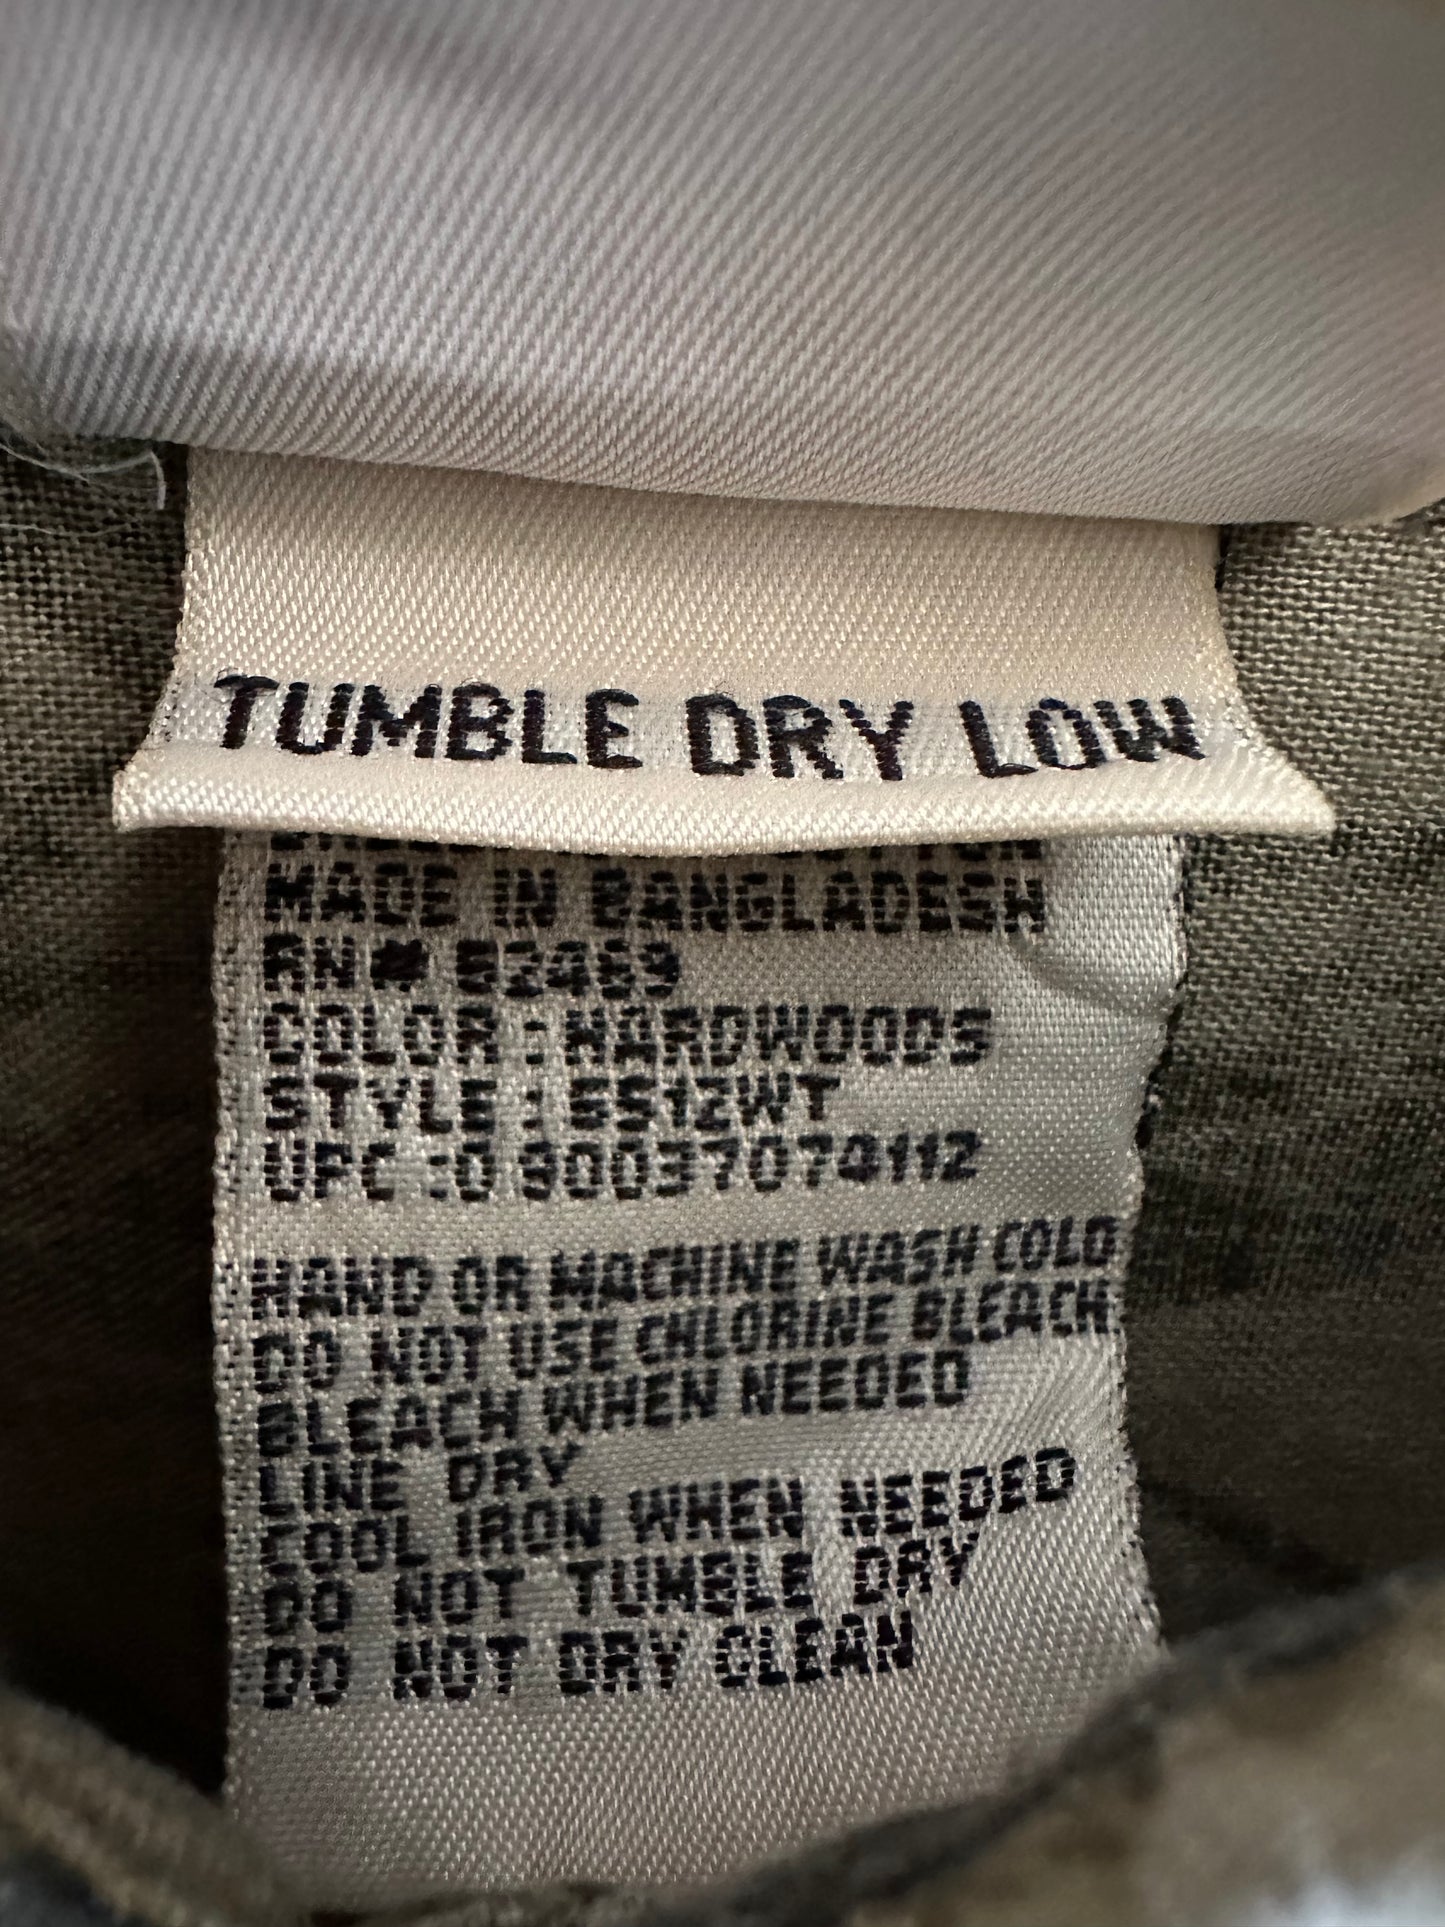 TUMBLE DRY LOW
MADE IN BANGLADESH
RN# 52469
COLOR : HARDWOODS
STYLE :
UPC :0
HAND OR MACHINE WASH COLD
DO NOT USE CHLORINE BLEACH
BLEACH WHEN NEEDED
LINE DRY
COOL IRON WHEN NEEDED
DO NOT TUMBLE DRY
DO NOT DRY CLEAN